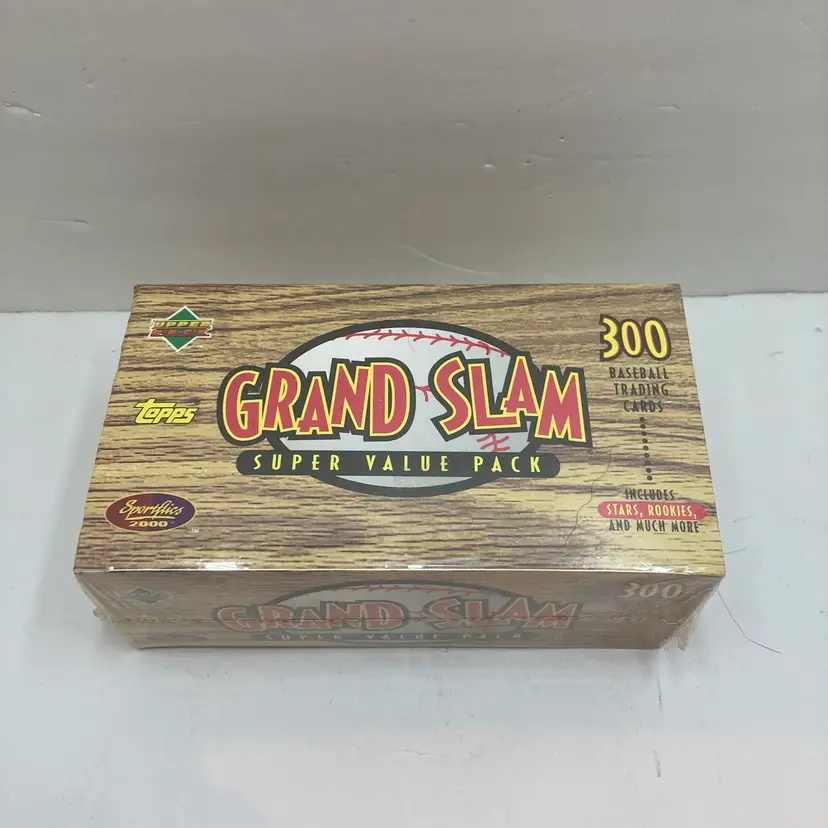 UPPER
DECK
topps
Sportflics
2000™
GRAND SLAM
SUPER VALUE PACK
300
BASEBALL
TRADING
CARDS
INCLUDES
STARS, ROOKIES,
AND MUCH MORE
GRAND SLAM
SUPER VALUE PACK
300